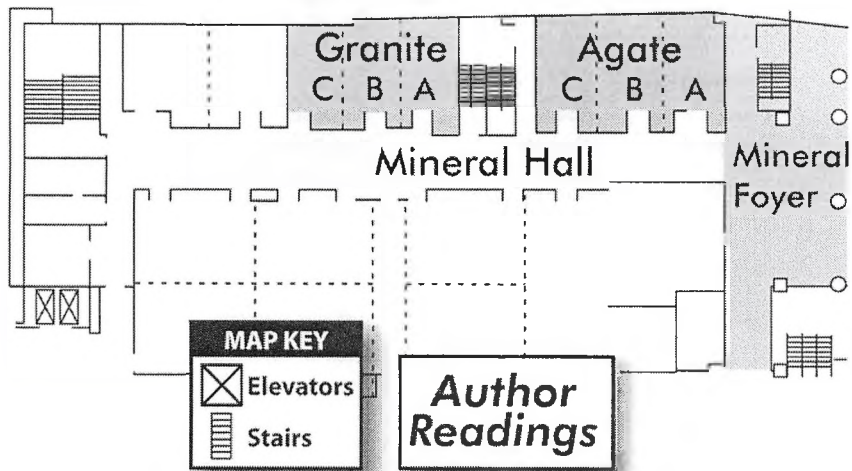 Granite
C B A
Agate
C B A
Mineral Hall
Mineral
Foyer
MAP KEY
Elevators
Stairs
Author
Readings